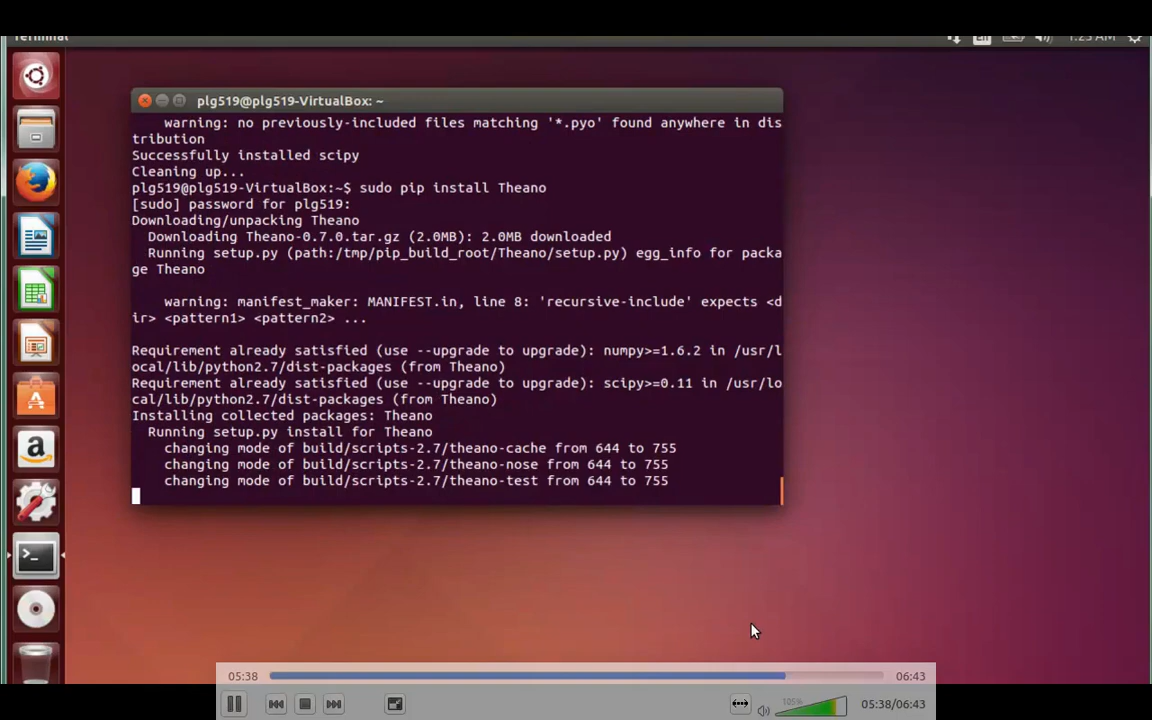 Terminal
1:23 AM
plg519@plg519-VirtualBox: ~
warning: no previously-included files matching '*.pyo' found anywhere in dis
tribution
Successfully installed scipy
Cleaning up...
plg519@plg519-VirtualBox:~$ sudo pip install Theano
[sudo] password for plg519:
Downloading/unpacking Theano
Downloading Theano-0.7.0.tar.gz (2.0MB): 2.0MB downloaded
Running setup.py (path:/tmp/pip_build_root/Theano/setup.py) egg_info for packa
ge Theano
warning: manifest_maker: MANIFEST.in, line 8: 'recursive-include' expects <d
ir> <pattern1> <pattern2> ...
Requirement already satisfied (use --upgrade to upgrade): numpy>=1.6.2 in /usr/l
ocal/lib/python2.7/dist-packages (from Theano)
Requirement already satisfied (use --upgrade to upgrade): scipy>=0.11 in /usr/lo
cal/lib/python2.7/dist-packages (from Theano)
Installing collected packages: Theano
Running setup.py install for Theano
changing mode of build/scripts-2.7/theano-cache from 644 to 755
changing mode of build/scripts-2.7/theano-nose from 644 to 755
changing mode of build/scripts-2.7/theano-test from 644 to 755
05:38 06:43
105% 05:38/06:43